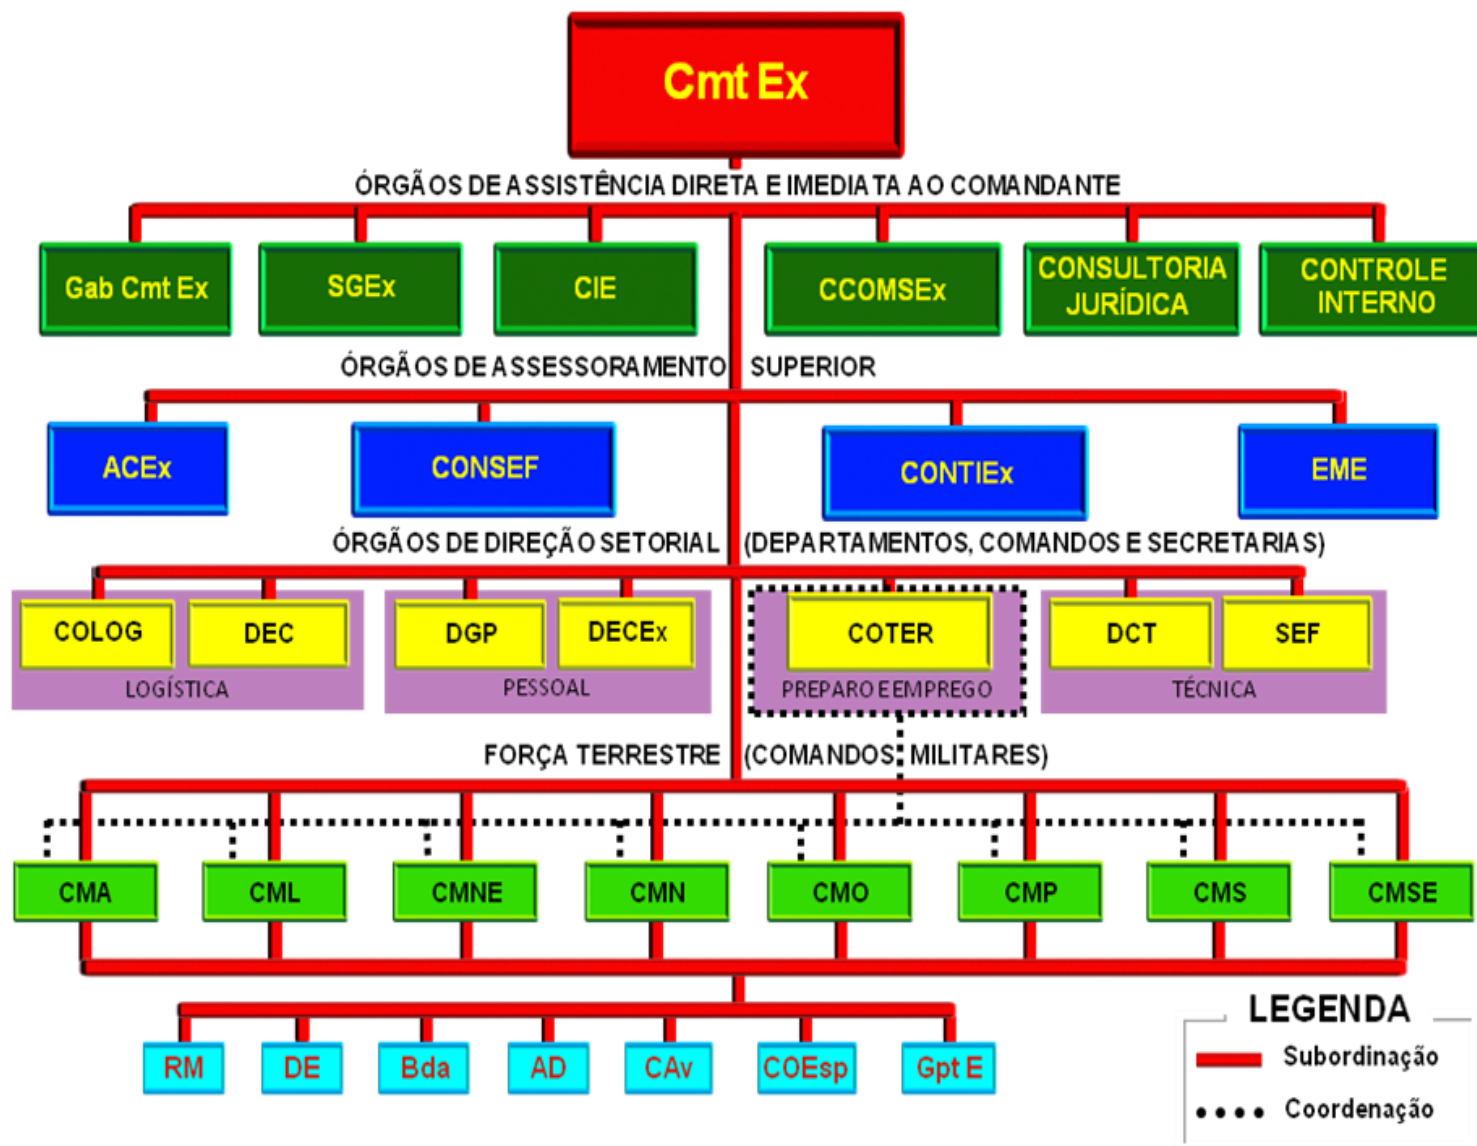 Cmt Ex
ÓRGÃOS DE ASSISTÊNCIA DIRETA E IMEDIATA AO COMANDANTE
Gab Cmt Ex
SGEx
CIE
CCOMSEx
CONSULTORIA
JURÍDICA
CONTROLE
INTERNO
ÓRGÃOS DE ASSESSORAMENTO SUPERIOR
ACEx
CONSEF
CONTIEx
EME
ÓRGÃOS DE DIREÇÃO SETORIAL (DEPARTAMENTOS, COMANDOS E SECRETARIAS)
COLOG
DEC
DGP
DECEx
COTER
DCT
SEF
LOGÍSTICA
PESSOAL
PREPARO E EMPREGO
TÉCNICA
FORÇA TERRESTRE (COMANDOS MILITARES)
CMA
CML
CMNE
CMN
CMO
CMP
CMS
CMSE
RM
DE
Bda
AD
CAv
COEsp
Gpt E
LEGENDA
Subordinação
Coordenação